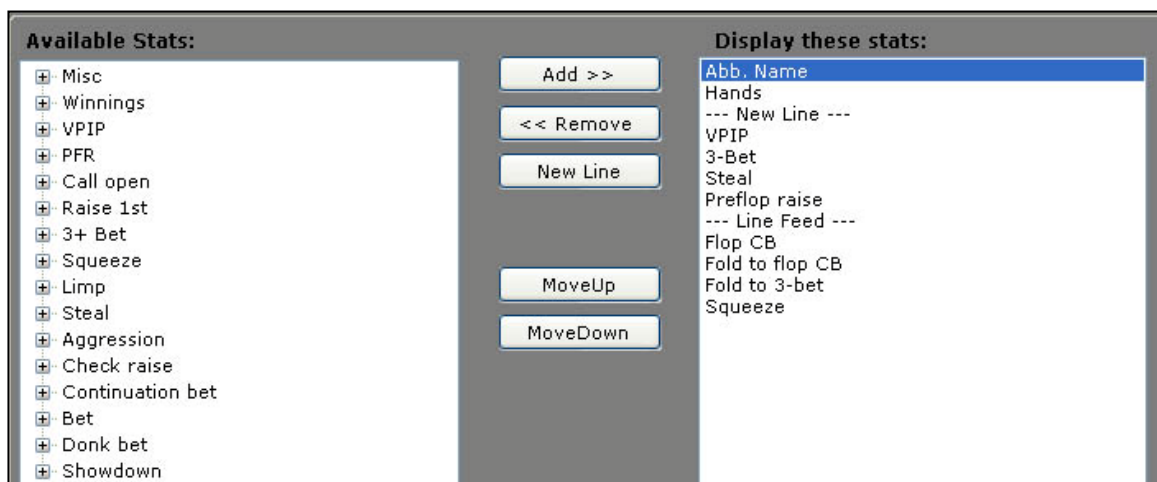 Available Stats:
Misc
Winnings
VPIP
PFR
Call open
Raise 1st
3+ Bet
Squeeze
Limp
Steal
Aggression
Check raise
Continuation bet
Bet
Donk bet
Showdown
Add >>
<< Remove
New Line
MoveUp
MoveDown
Display these stats:
Abb. Name
Hands
--- New Line ---
VPIP
3-Bet
Steal
Preflop raise
--- Line Feed ---
Flop CB
Fold to flop CB
Fold to 3-bet
Squeeze